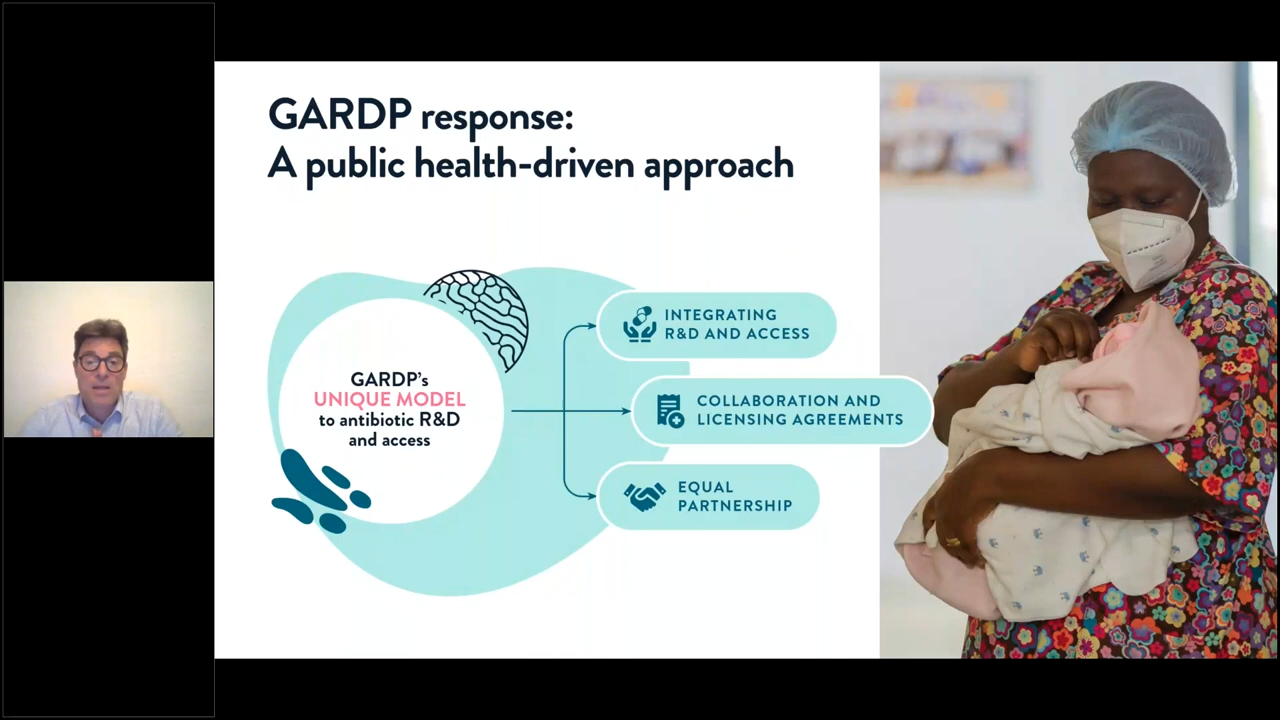 GARDP response:
A public health-driven approach
GARDP's
UNIQUE MODEL
to antibiotic R&D
and access
INTEGRATING
R&D AND ACCESS
COLLABORATION AND
LICENSING AGREEMENTS
EQUAL
PARTNERSHIP